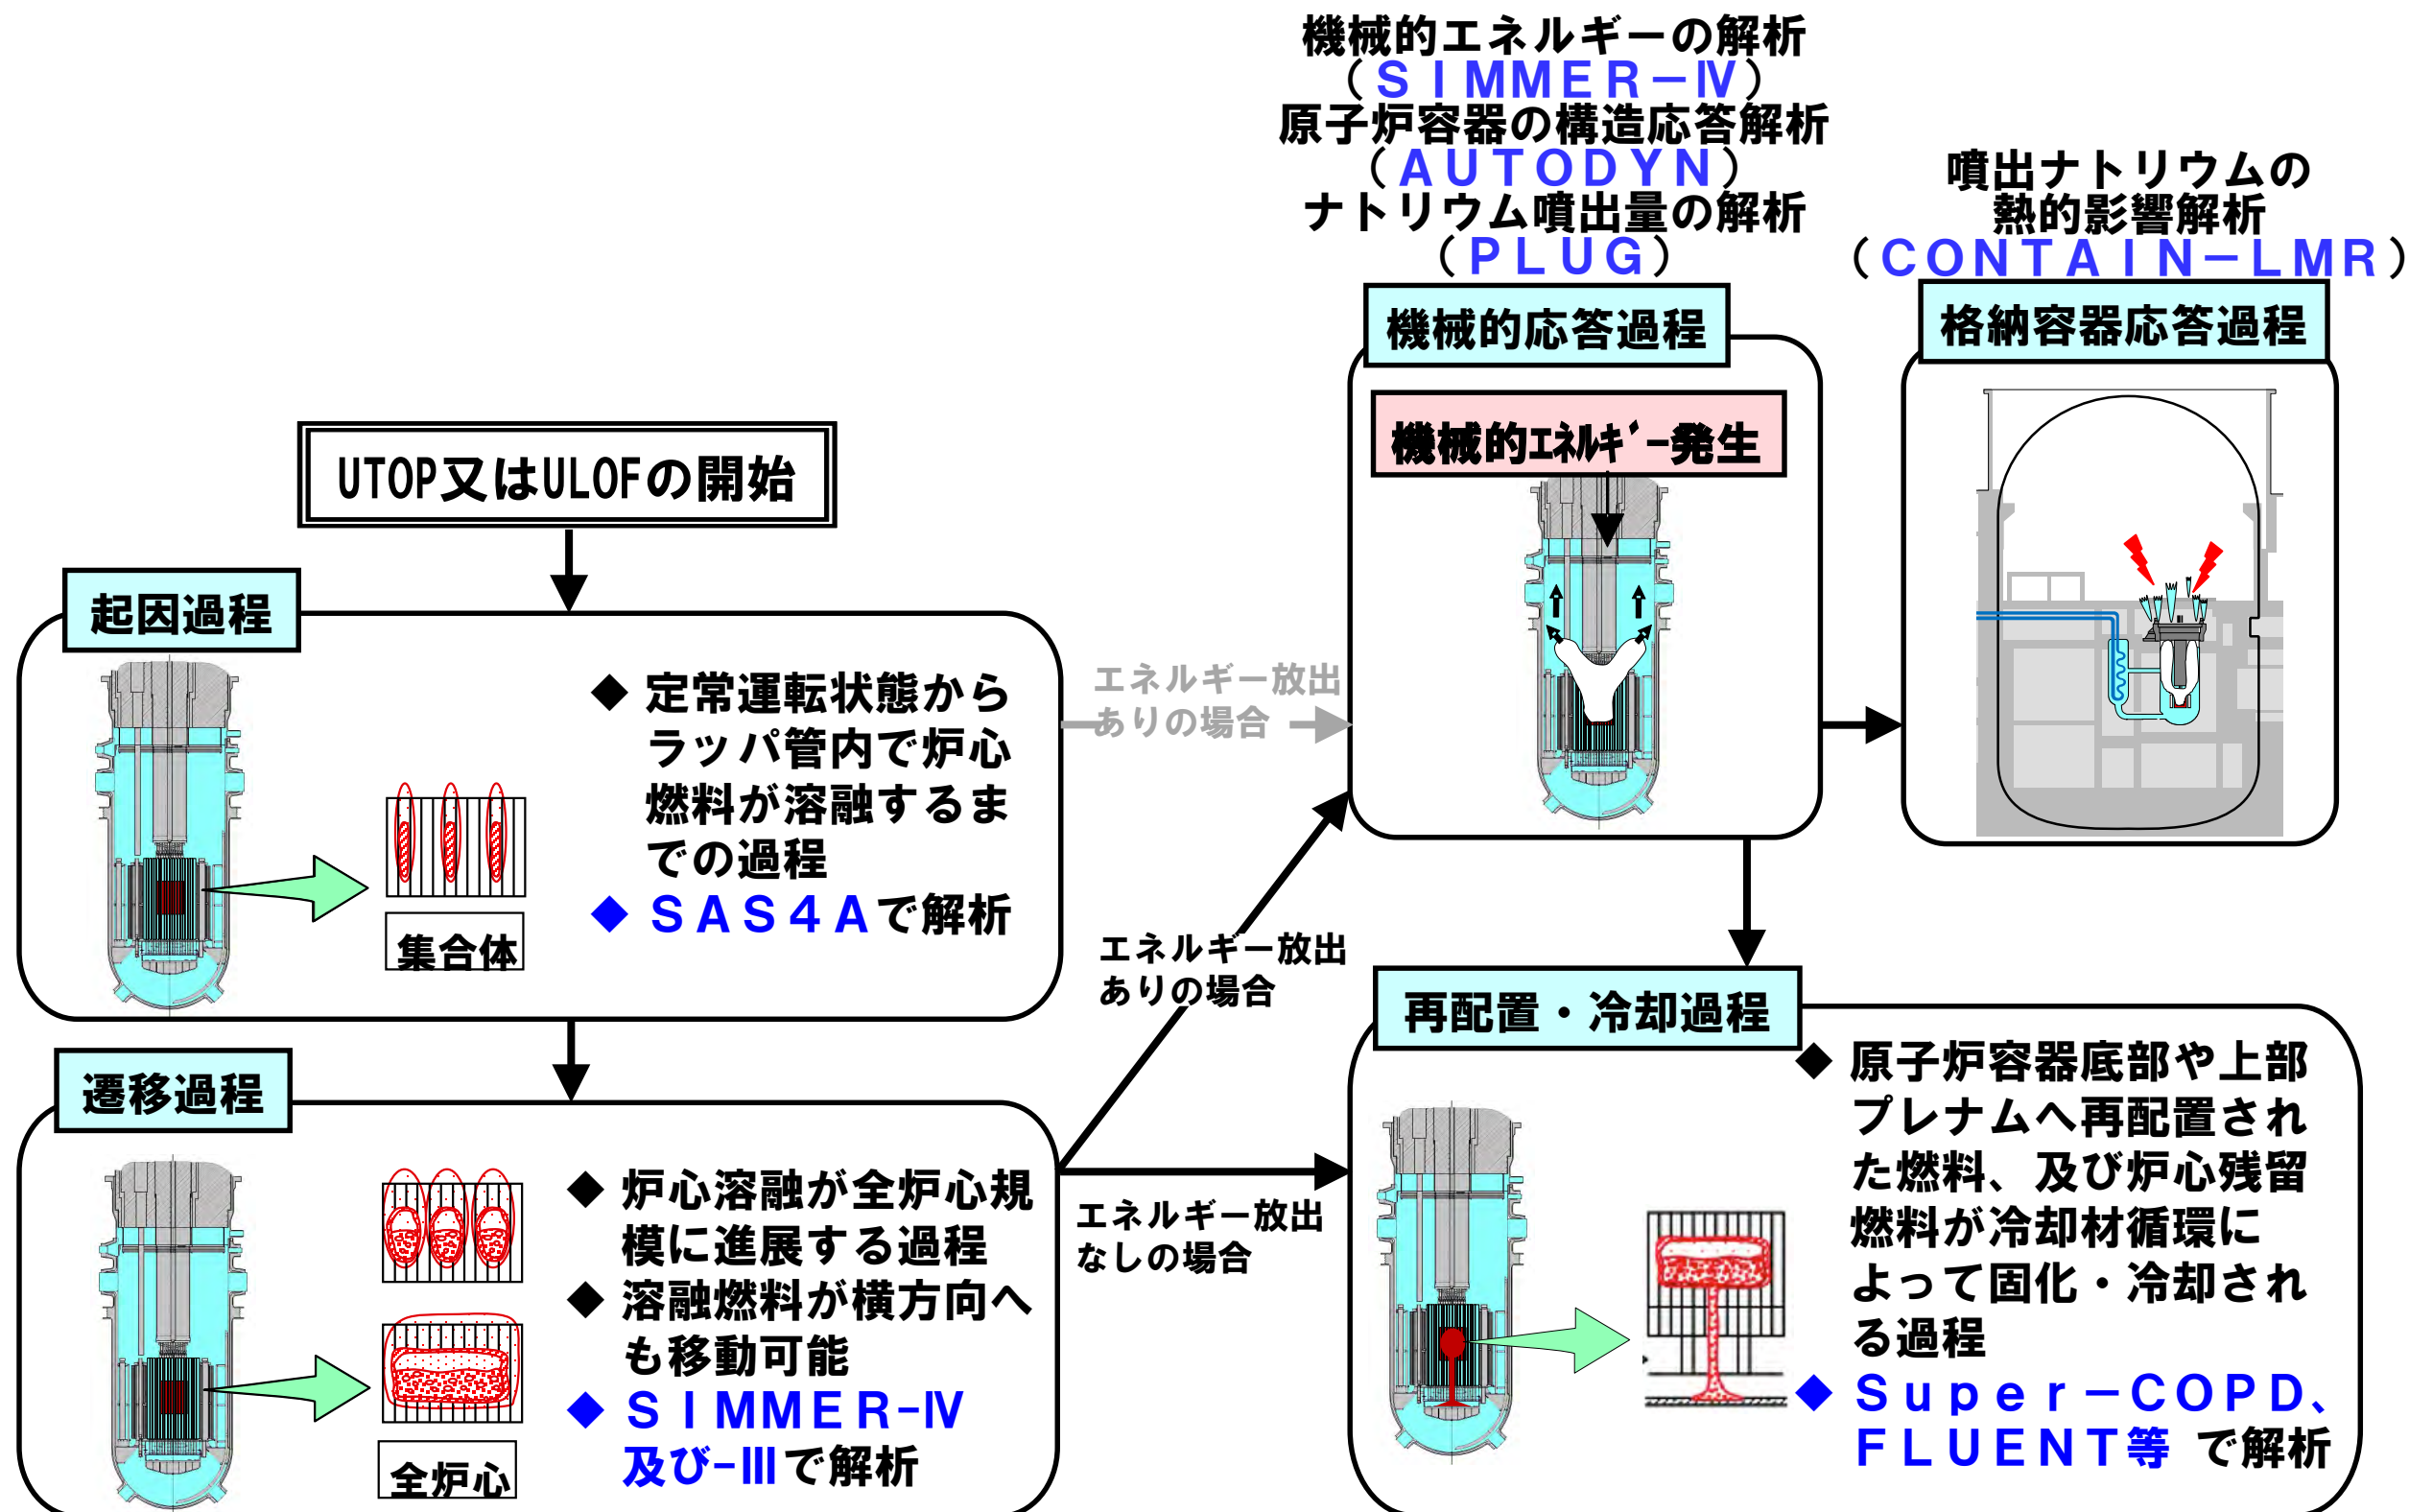 機械的エネルギーの解析
（ＳＩＭＭＥＲ－Ⅳ）
原子炉容器の構造応答解析
（ＡＵＴＯＤＹＮ）
ナトリウム噴出量の解析
（ＰＬＵＧ）
噴出ナトリウムの
熱的影響解析
（ＣＯＮＴＡＩＮ－ＬＭＲ）
機械的応答過程
格納容器応答過程
機械的ｴﾈﾙｷﾞｰ発生
UTOP又はULOFの開始
起因過程
◆ 定常運転状態から
ラッパ管内で炉心
燃料が溶融するま
での過程
◆ ＳＡＳ４Ａで解析
集合体
エネルギー放出
ありの場合
エネルギー放出
ありの場合
遷移過程
◆ 炉心溶融が全炉心規
模に進展する過程
◆ 溶融燃料が横方向へ
も移動可能
◆ ＳＩＭＭＥＲ-Ⅳ
及び-Ⅲで解析
全炉心
エネルギー放出
なしの場合
再配置・冷却過程
◆ 原子炉容器底部や上部
プレナムへ再配置され
た燃料、及び炉心残留
燃料が冷却材循環に
よって固化・冷却され
る過程
◆ Ｓｕｐｅｒ－ＣＯＰＤ、
ＦＬＵＥＮＴ等 で解析